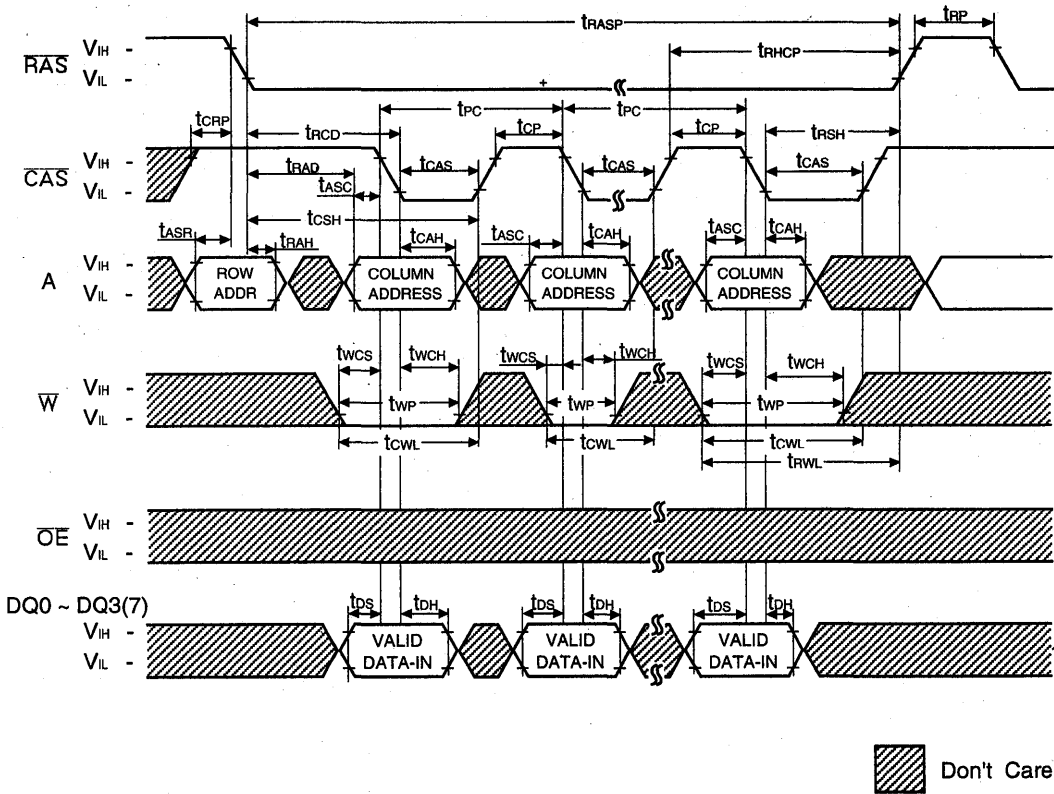 tRASP
tRP
RAS
VIH -
VIL -
tRHCP
tPC
tPC
tCRP
tRCD
tCP
tCP
tRSH
CAS
VIH -
VIL -
tRAD
tCAS
tCAS
tCAS
tASC
tCSH
tASR
tRAH
tCAH
tASC
tCAH
tASC
tCAH
A
VIH -
VIL -
ROW
ADDR
COLUMN
ADDRESS
COLUMN
ADDRESS
COLUMN
ADDRESS
tWCS
tWCH
tWCS
tWCH
tWCS
tWCH
W
VIH -
VIL -
tWP
tWP
tWP
tCWL
tCWL
tCWL
tRWL
OE
VIH -
VIL -
DQ0 ~ DQ3(7)
tDS
tDH
tDS
tDH
tDS
tDH
VIH -
VIL -
VALID
DATA-IN
VALID
DATA-IN
VALID
DATA-IN
Don't Care